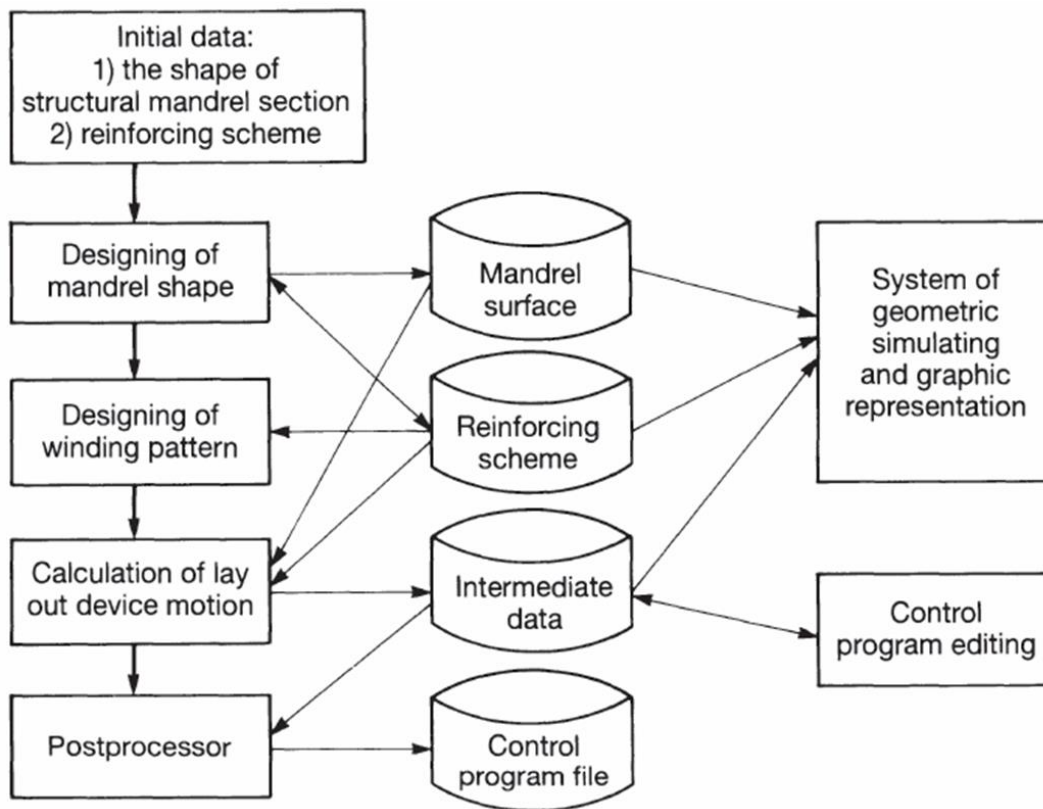 Initial data:
1) the shape of
structural mandrel section
2) reinforcing scheme
Designing of
mandrel shape
Designing of
winding pattern
Calculation of lay
out device motion
Postprocessor
Mandrel
surface
Reinforcing
scheme
Intermediate
data
Control
program file
System of
geometric
simulating
and graphic
representation
Control
program editing